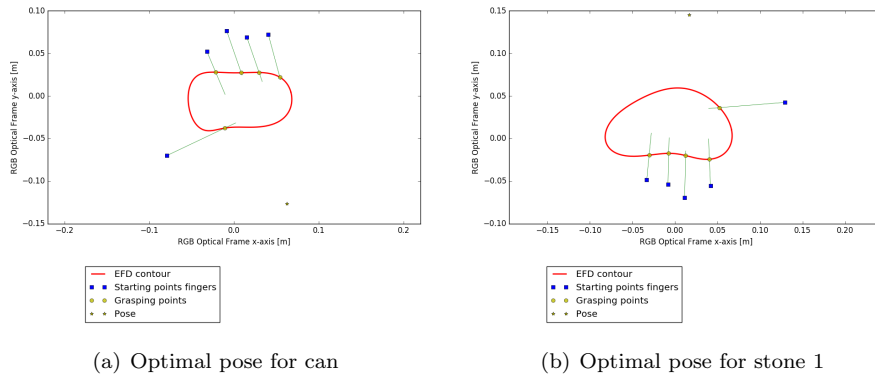 0.10
0.05
0.00
−0.05
−0.10
−0.15
RGB Optical Frame y-axis [m]
−0.2
−0.1
0.0
0.1
0.2
RGB Optical Frame x-axis [m]
EFD contour
Starting points fingers
Grasping points
Pose
(a) Optimal pose for can
0.15
0.10
0.05
0.00
−0.05
−0.10
RGB Optical Frame y-axis [m]
−0.20
−0.15
−0.10
−0.05
0.00
0.05
0.10
0.15
0.20
RGB Optical Frame x-axis [m]
EFD contour
Starting points fingers
Grasping points
Pose
(b) Optimal pose for stone 1